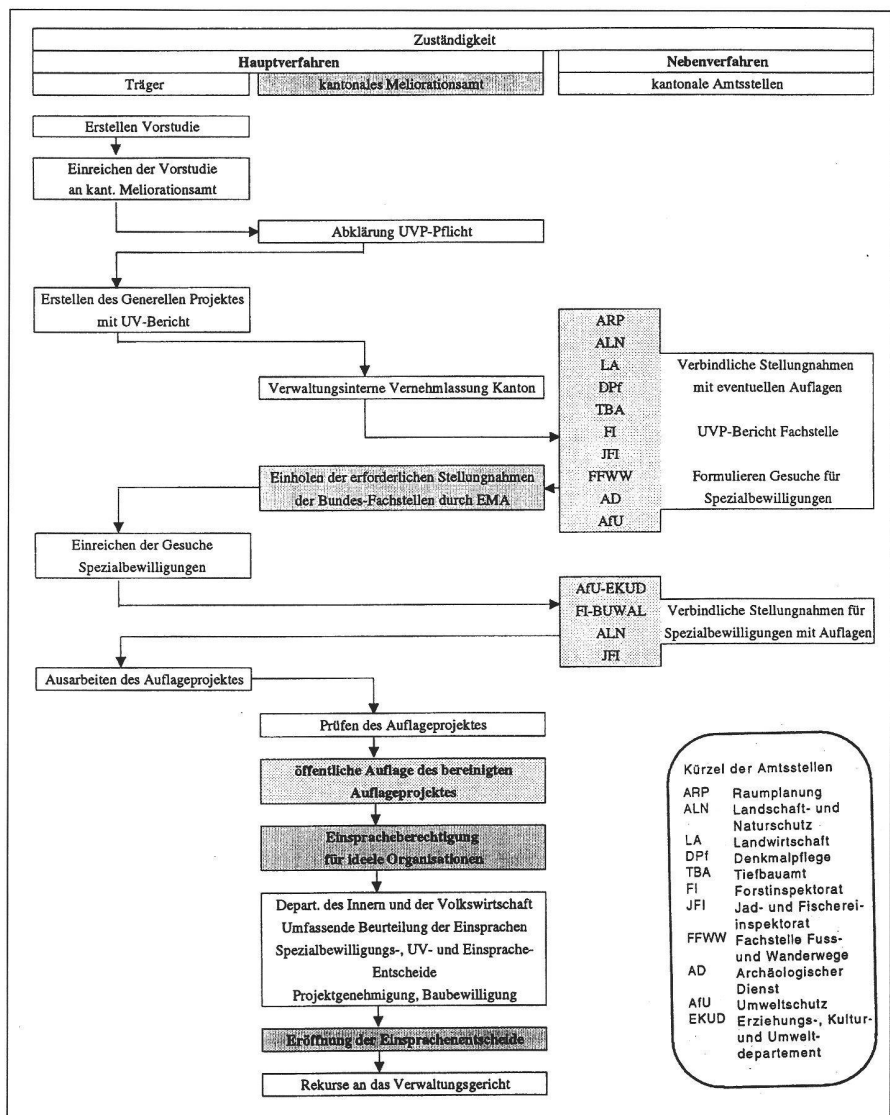 Zuständigkeit
Hauptverfahren
Nebenverfahren
Träger
kantonales Meliorationsamt
kantonale Amtsstellen
Erstellen Vorstudie
Einreichen der Vorstudie
an kant. Meliorationsamt
Abklärung UVP-Pflicht
Erstellen des Generellen Projektes
mit UV-Bericht
Verwaltungsinterne Vernehmlassung Kanton
ARP
ALN
LA
DPf
TBA
FI
JFI
FFWW
AD
AfU
Verbindliche Stellungnahmen
mit eventuellen Auflagen
UVP-Bericht Fachstelle
Formulieren Gesuche für
Spezialbewilligungen
Einholen der erforderlichen Stellungnahmen
der Bundes-Fachstellen durch EMA
Einreichen der Gesuche
Spezialbewilligungen
AfU-EKUD
FI-BUWAL
ALN
JFI
Verbindliche Stellungnahmen für
Spezialbewilligungen mit Auflagen
Ausarbeiten des Auflageprojektes
Prüfen des Auflageprojektes
öffentliche Auflage des bereinigten
Auflageprojektes
Einspracheberechtigung
für ideele Organisationen
Depart. des Innern und der Volkswirtschaft
Umfassende Beurteilung der Einsprachen
Spezialbewilligungs-, UV- und Einsprache-
Entscheide
Projektgenehmigung, Baubewilligung
Eröffnung der Einsprachenentscheide
Rekurse an das Verwaltungsgericht
Kürzel der Amtsstellen
ARP Raumplanung
ALN Landschaft- und
Naturschutz
LA Landwirtschaft
DPf Denkmalpflege
TBA Tiefbauamt
FI Forstinspektorat
JFI Jad- und Fischerei-
inspektorat
FFWW Fachstelle Fuss-
und Wanderwege
AD Archäologischer
Dienst
AfU Umweltschutz
EKUD Erziehungs-, Kultur-
und Umwelt-
departement